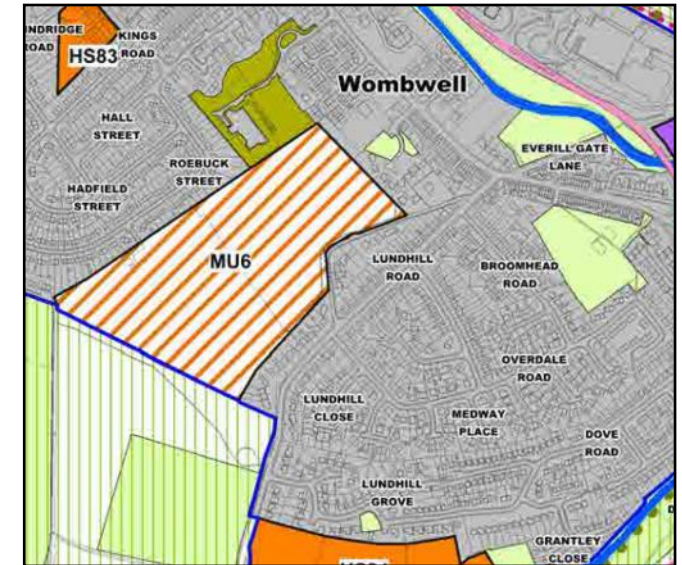 KINGS
ROAD
HS83
Wombwell
HALL
STREET
EVERILL GATE
LANE
ROEBUCK
STREET
HADFIELD
STREET
MU6
LUNDHILL
ROAD
BROOMHEAD
ROAD
OVERDALE
ROAD
LUNDHILL
CLOSE
MEDWAY
PLACE
DOVE
ROAD
LUNDHILL
GROVE
GRANTLEY
CLOSE